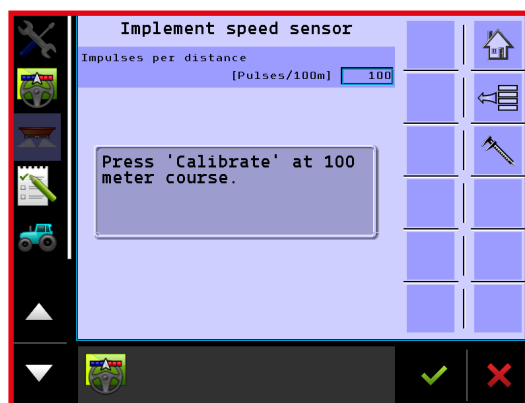 Implement speed sensor
Impulses per distance
[Pulses/100m] 100
Press 'Calibrate' at 100
meter course.